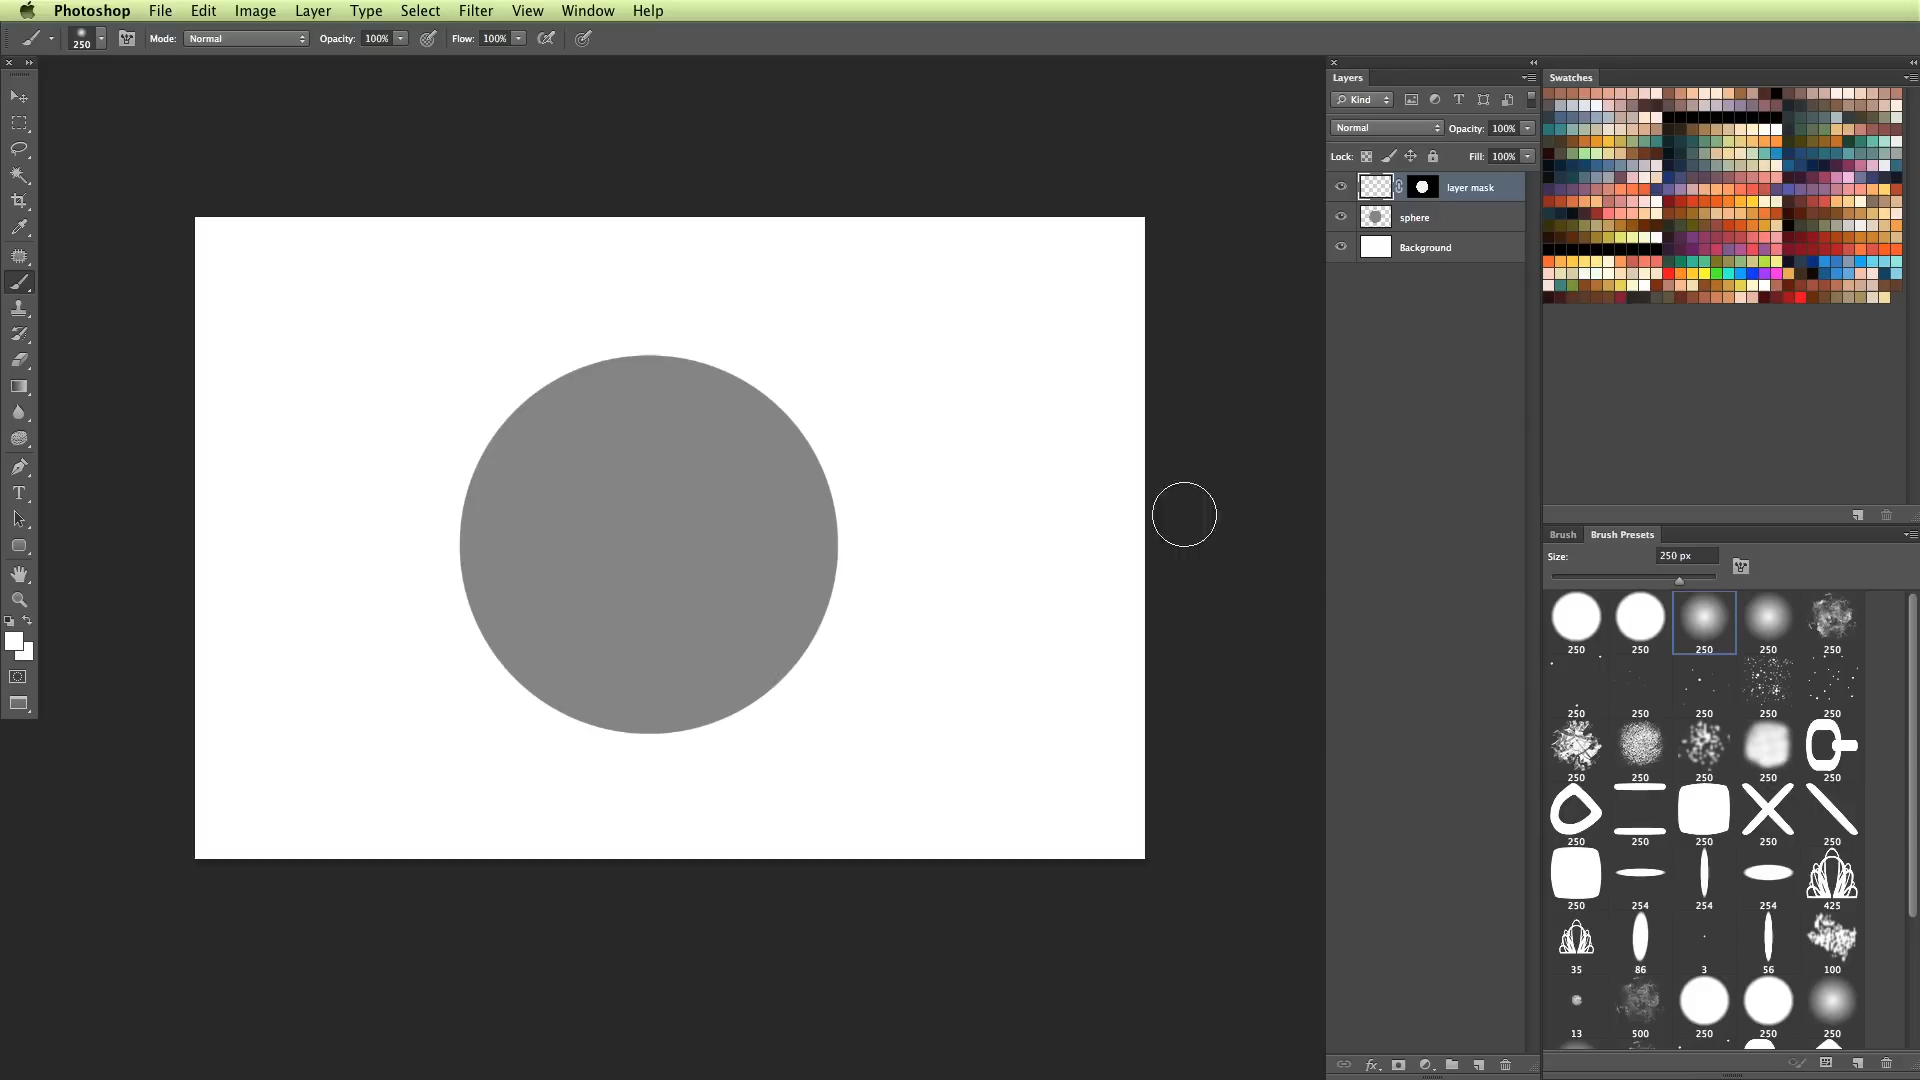 Photoshop File Edit Image Layer Type Select Filter View Window Help
250 Mode: Normal Opacity: 100% Flow: 100%
Layers
Kind
Normal Opacity: 100%
Lock: Fill: 100%
layer mask
sphere
Background
fx
Swatches
Brush Brush Presets
Size: 250 px
250 250 250 250 250
250 250 250 250 250
250 250 250 250 250
250 250 250 250 250
250 254 254 254 425
35 86 3 56 100
13 500 250 250 250